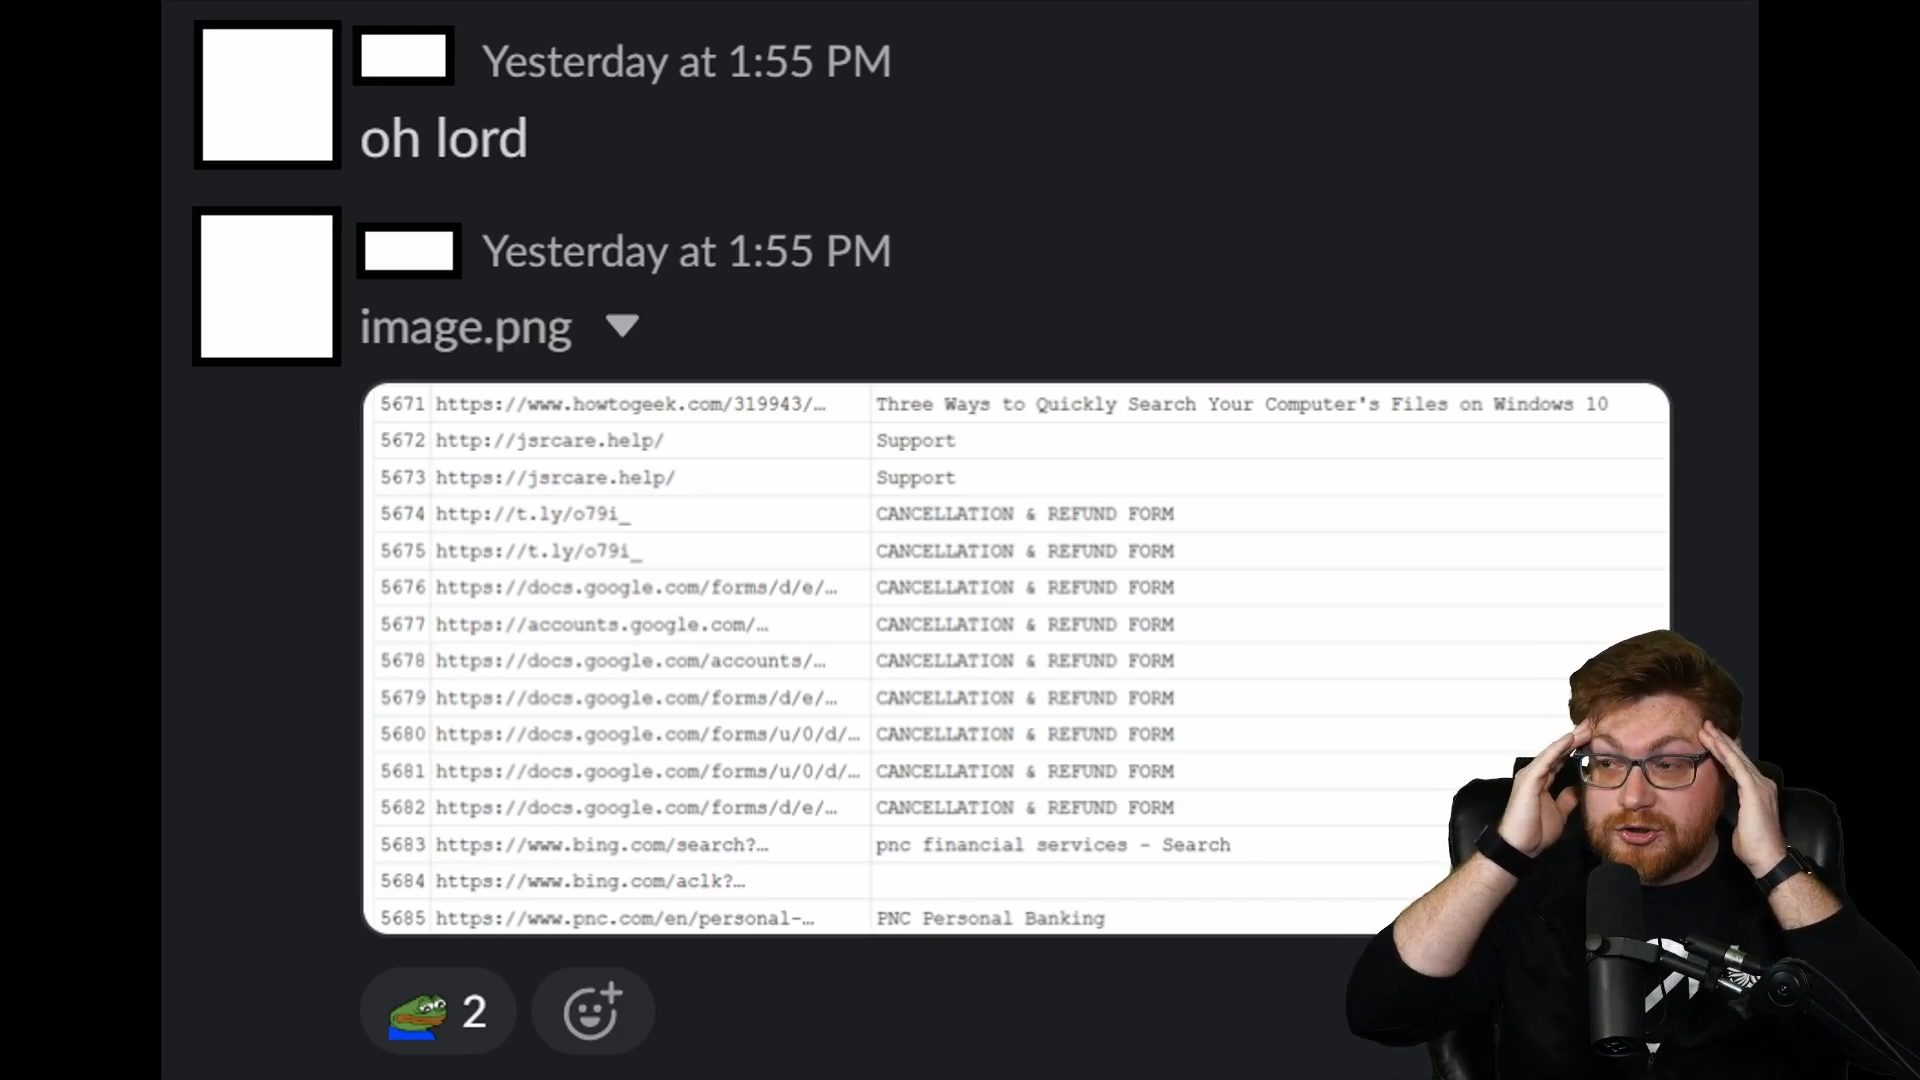 Yesterday at 1:55 PM
oh lord
Yesterday at 1:55 PM
image.png
5671 https://www.howtogeek.com/319943/… Three Ways to Quickly Search Your Computer's Files on Windows 10
5672 http://jsrcare.help/ Support
5673 https://jsrcare.help/ Support
5674 http://t.ly/o79i_ CANCELLATION & REFUND FORM
5675 https://t.ly/o79i_ CANCELLATION & REFUND FORM
5676 https://docs.google.com/forms/d/e/… CANCELLATION & REFUND FORM
5677 https://accounts.google.com/… CANCELLATION & REFUND FORM
5678 https://docs.google.com/accounts/… CANCELLATION & REFUND FORM
5679 https://docs.google.com/forms/d/e/… CANCELLATION & REFUND FORM
5680 https://docs.google.com/forms/u/0/d/… CANCELLATION & REFUND FORM
5681 https://docs.google.com/forms/u/0/d/… CANCELLATION & REFUND FORM
5682 https://docs.google.com/forms/d/e/… CANCELLATION & REFUND FORM
5683 https://www.bing.com/search?… pnc financial services - Search
5684 https://www.bing.com/aclk?…
5685 https://www.pnc.com/en/personal-… PNC Personal Banking
2